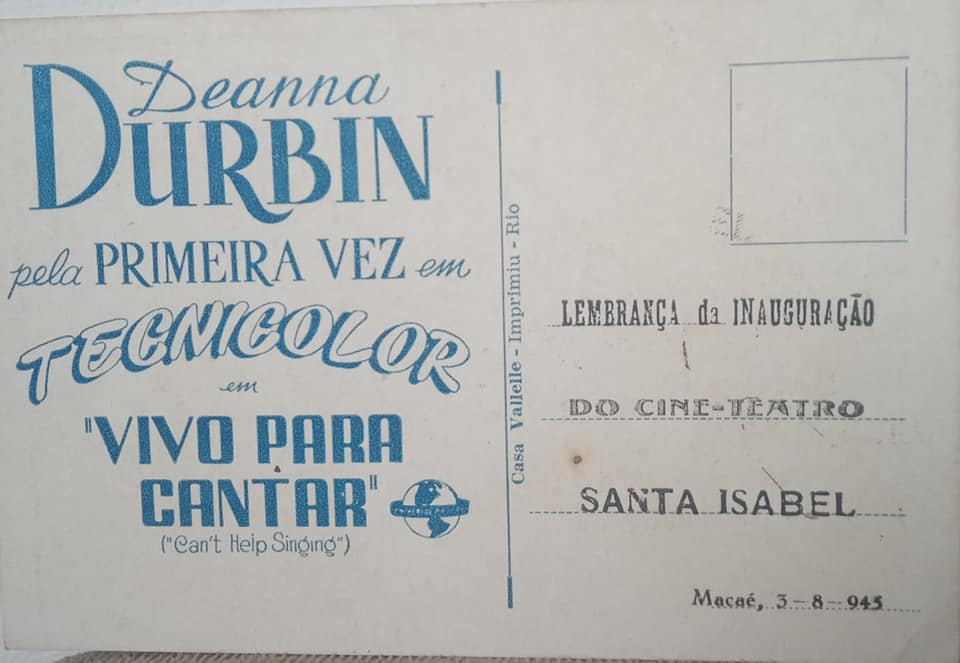 Deanna
DURBIN
pela PRIMEIRA VEZ em
TECNICOLOR
em
"VIVO PARA
CANTAR"
("Can't Help Singing")
Casa Vallelle - Imprimiu - Rio
LEMBRANÇA da INAUGURAÇÃO
DO CINE-TEATRO
SANTA ISABEL
Macaé, 3-8-945